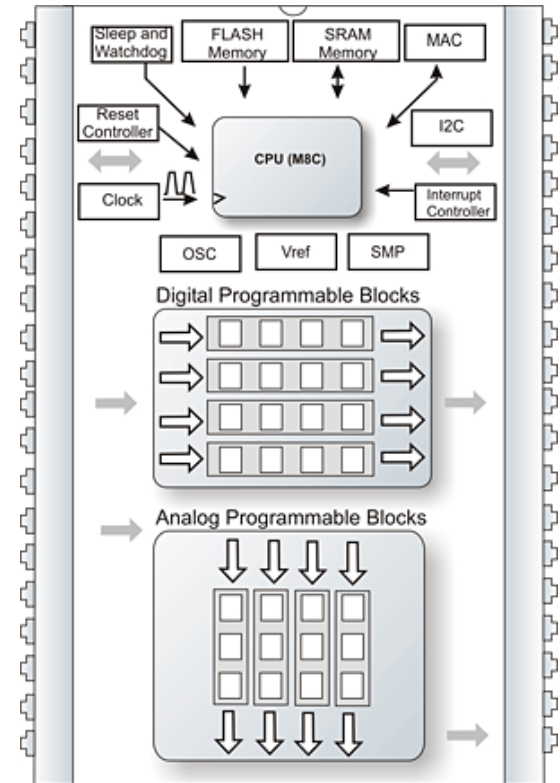 Sleep and
Watchdog
FLASH
Memory
SRAM
Memory
MAC
Reset
Controller
I2C
CPU (M8C)
Clock
Interrupt
Controller
OSC
Vref
SMP
Digital Programmable Blocks
Analog Programmable Blocks